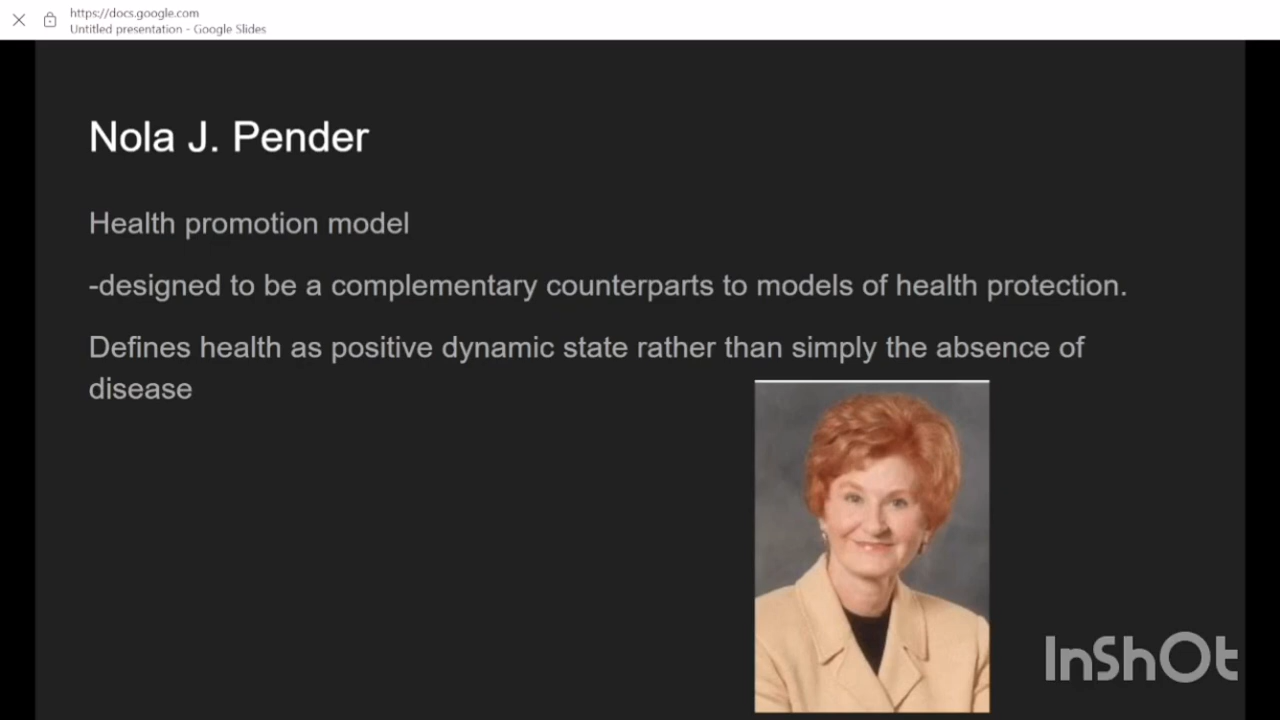 https://docs.google.com
Untitled presentation - Google Slides
Nola J. Pender
Health promotion model
-designed to be a complementary counterparts to models of health protection.
Defines health as positive dynamic state rather than simply the absence of
disease
InShOt